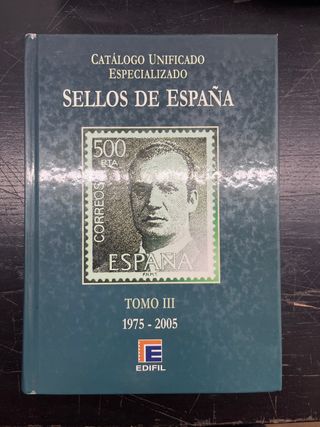 CATÁLOGO UNIFICADO
ESPECIALIZADO
SELLOS DE ESPAÑA
500
PTA
CORREOS
ESPAÑA
F.N.M.T.
TOMO III
1975 - 2005
E
EDIFIL